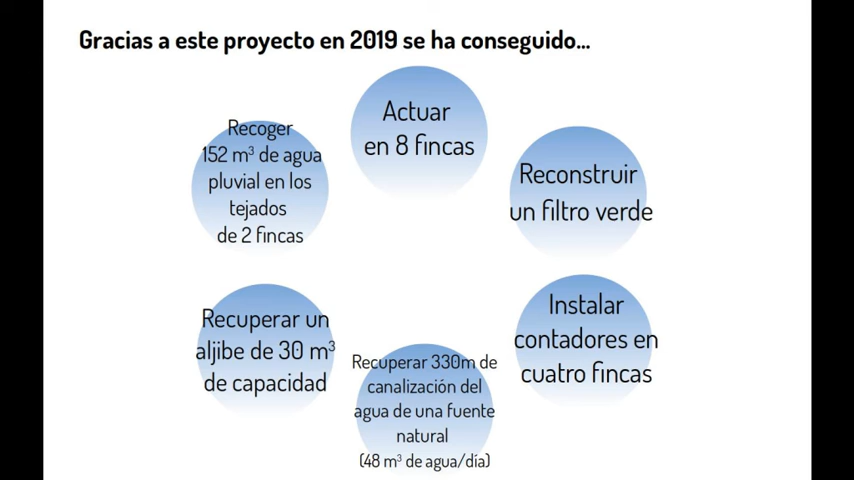 Gracias a este proyecto en 2019 se ha conseguido...
Actuar
en 8 fincas
Reconstruir
un filtro verde
Instalar
contadores en
cuatro fincas
Recuperar 330m de
canalización del
agua de una fuente
natural
(48 m³ de agua/día)
Recuperar un
aljibe de 30 m³
de capacidad
Recoger
152 m³ de agua
pluvial en los
tejados
de 2 fincas